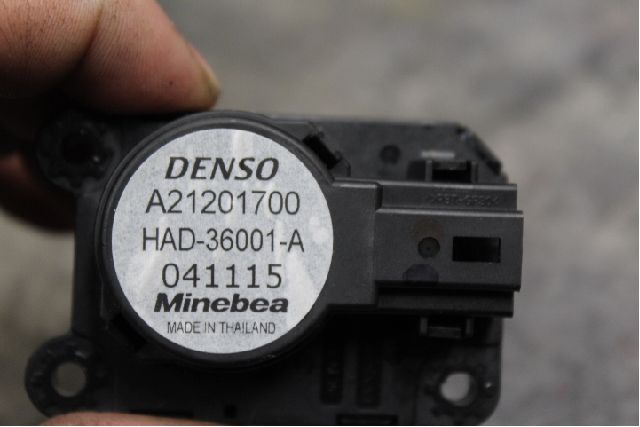 DENSO
A21201700
HAD-36001-A
041115
Minebea
MADE IN THAILAND